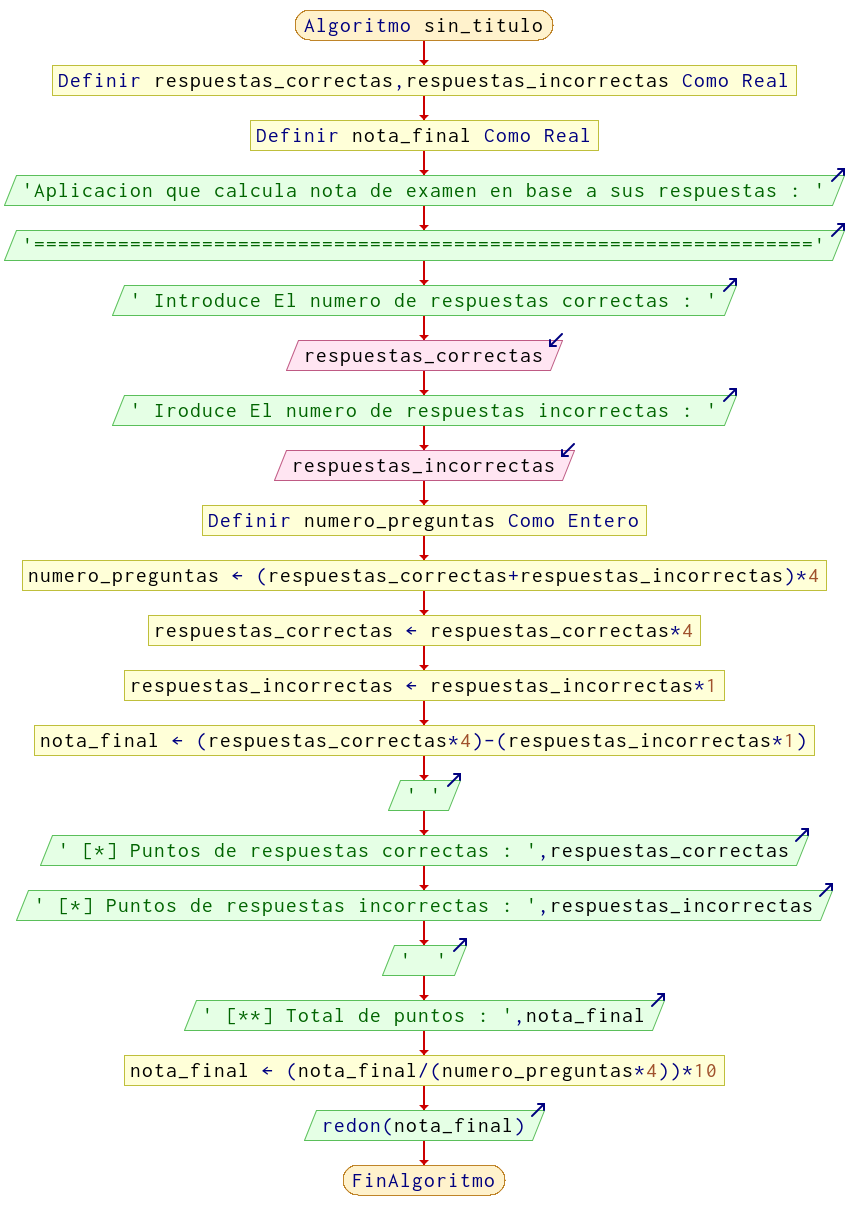 Algoritmo sin_titulo
Definir respuestas_correctas,respuestas_incorrectas Como Real
Definir nota_final Como Real
'Aplicacion que calcula nota de examen en base a sus respuestas : '
'================================================================='
' Introduce El numero de respuestas correctas : '
respuestas_correctas
' Iroduce El numero de respuestas incorrectas : '
respuestas_incorrectas
Definir numero_preguntas Como Entero
numero_preguntas ← (respuestas_correctas+respuestas_incorrectas)*4
respuestas_correctas ← respuestas_correctas*4
respuestas_incorrectas ← respuestas_incorrectas*1
nota_final ← (respuestas_correctas*4)-(respuestas_incorrectas*1)
' '
' [*] Puntos de respuestas correctas : ',respuestas_correctas
' [*] Puntos de respuestas incorrectas : ',respuestas_incorrectas
'  '
' [**] Total de puntos : ',nota_final
nota_final ← (nota_final/(numero_preguntas*4))*10
redon(nota_final)
FinAlgoritmo